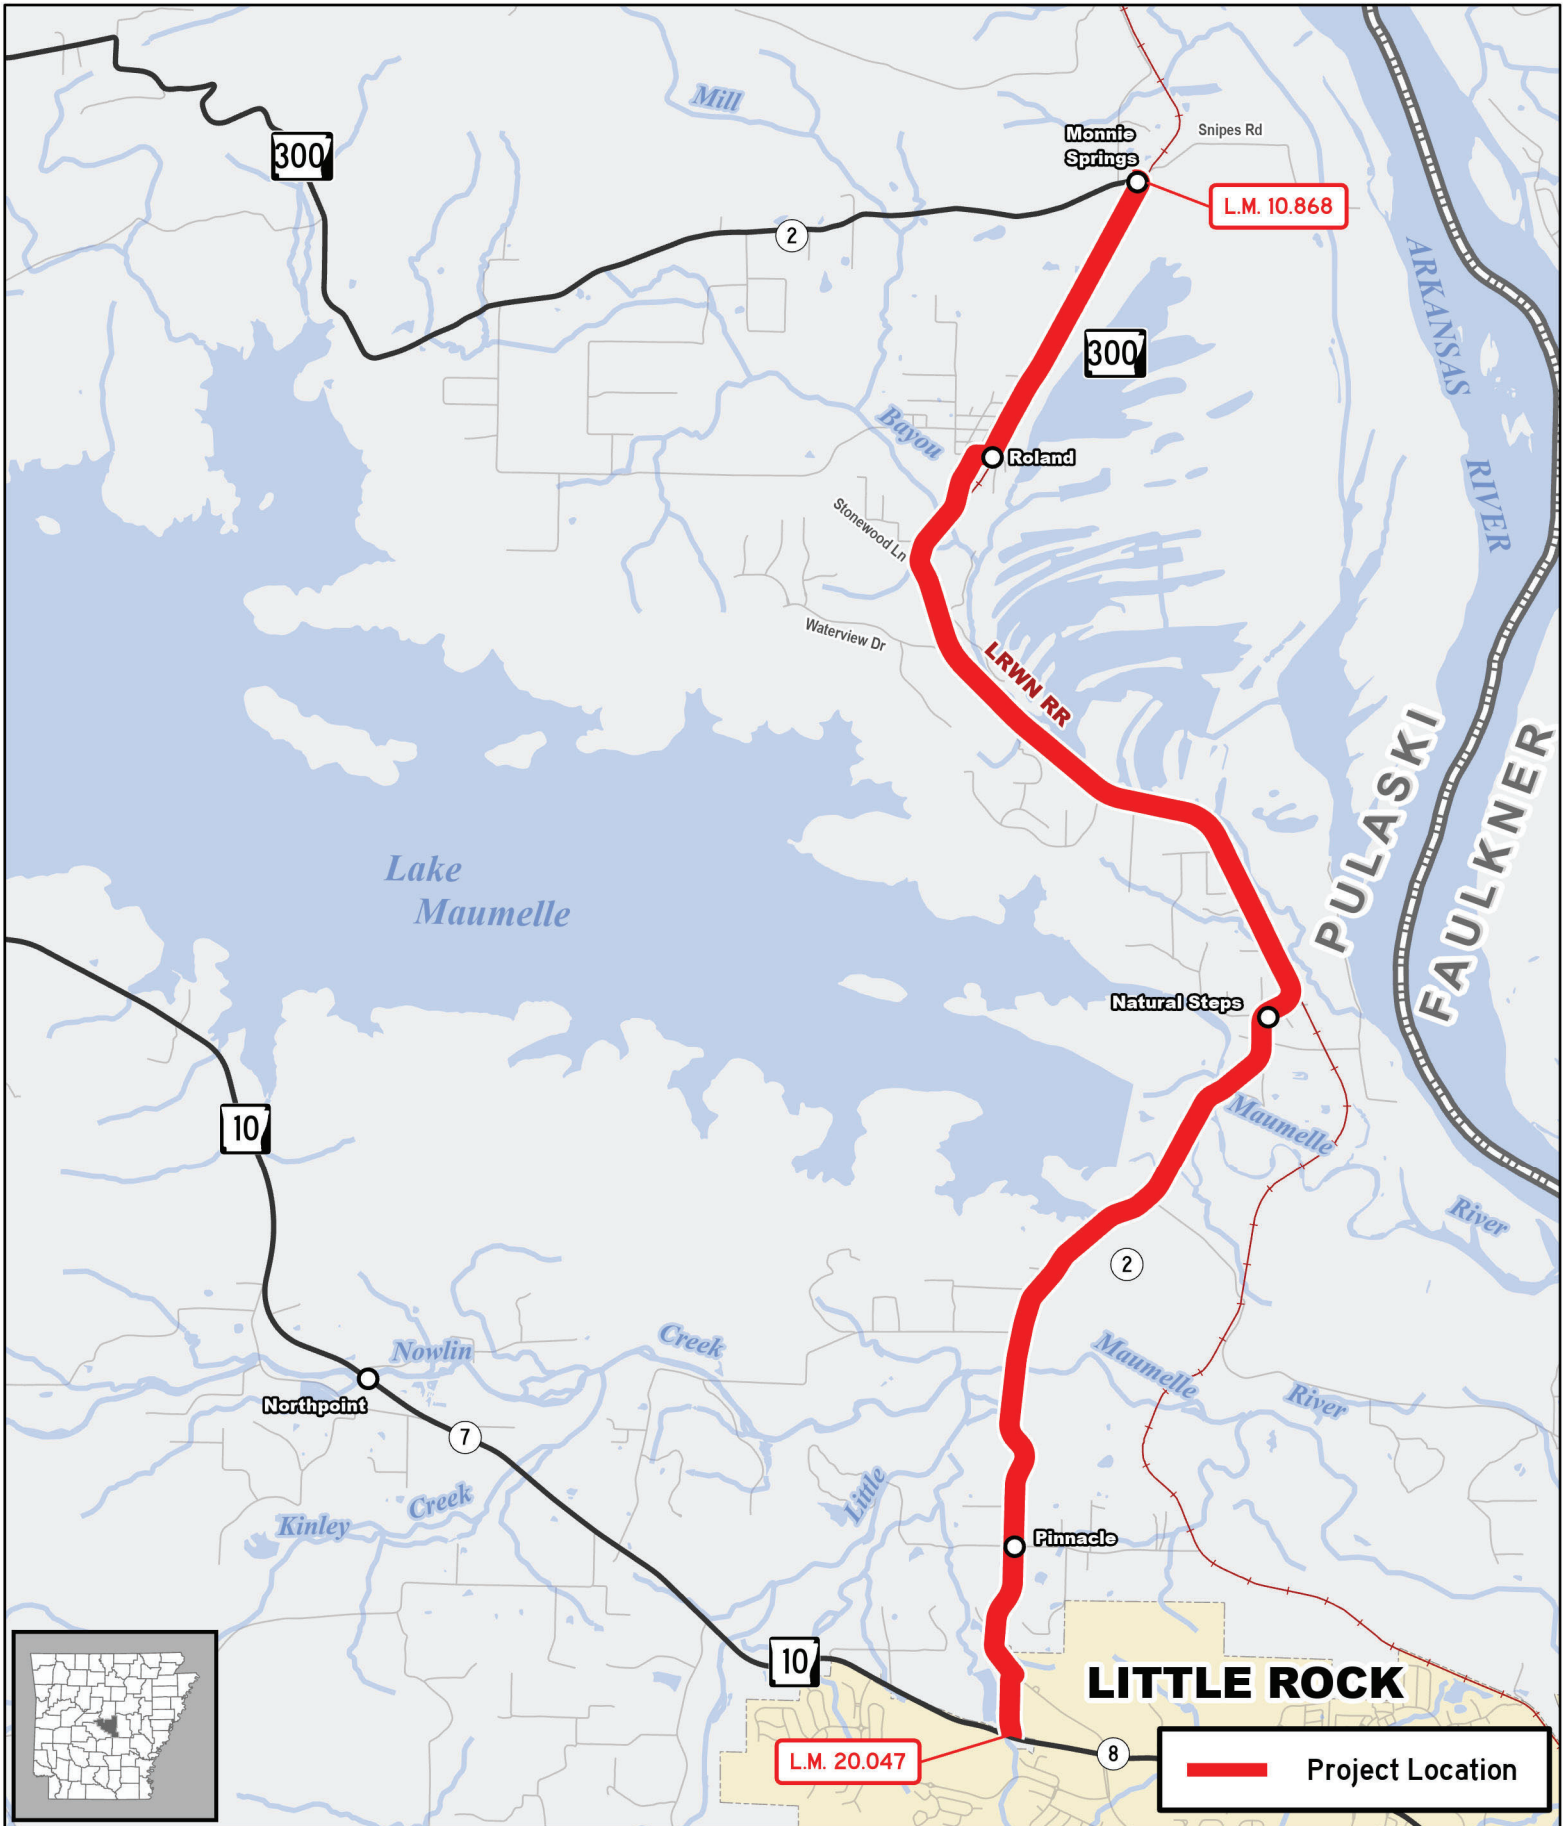 Mill
Monnie
Springs
Snipes Rd
300
L.M. 10.868
2
ARKANSAS
RIVER
300
Bayou
Roland
Stonewood Ln
Waterview Dr
LRWN RR
PULASKI
FAULKNER
Lake
Maumelle
Natural Steps
10
Maumelle
River
2
Nowlin
Creek
Maumelle
River
Northpoint
7
Little
Kinley
Creek
Pinnacle
10
LITTLE ROCK
L.M. 20.047
8
Project Location